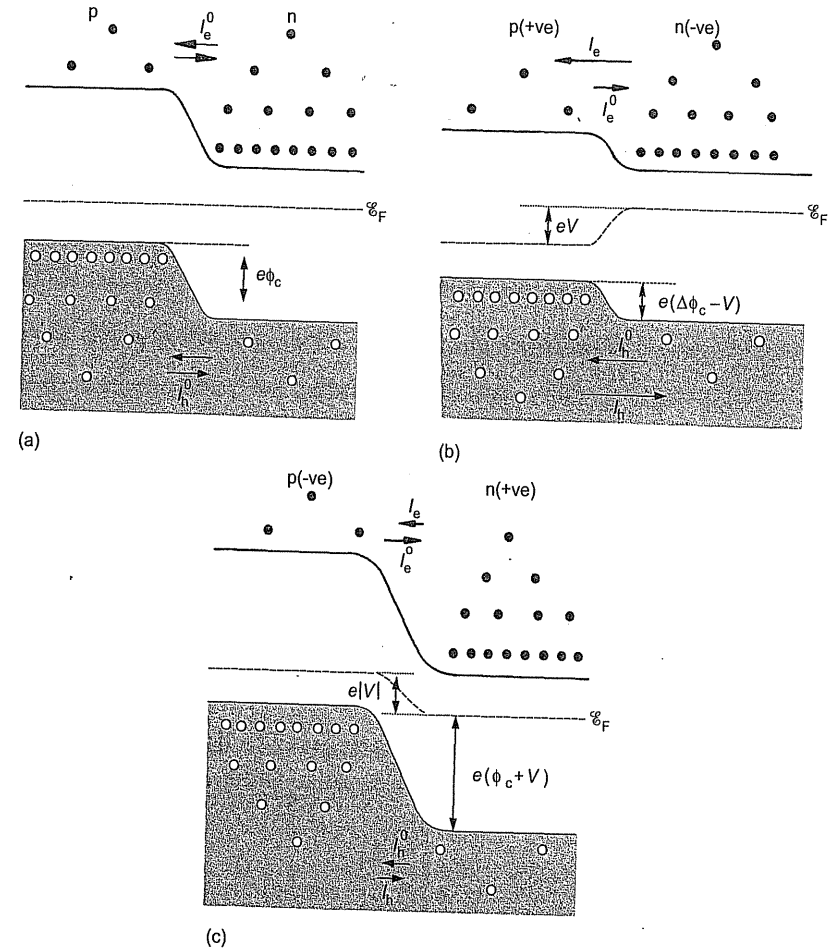 p
n
I_e^0
ℰ_F
eϕ_c
I_h^0
(a)
p(+ve)
n(-ve)
I_e
I_e^0
ℰ_F
eV
e(Δϕ_c – V)
I_h^0
I_h
(b)
p(-ve)
n(+ve)
I_e
I_e^0
e|V|
ℰ_F
e(ϕ_c + V)
I_h^0
I_h
(c)